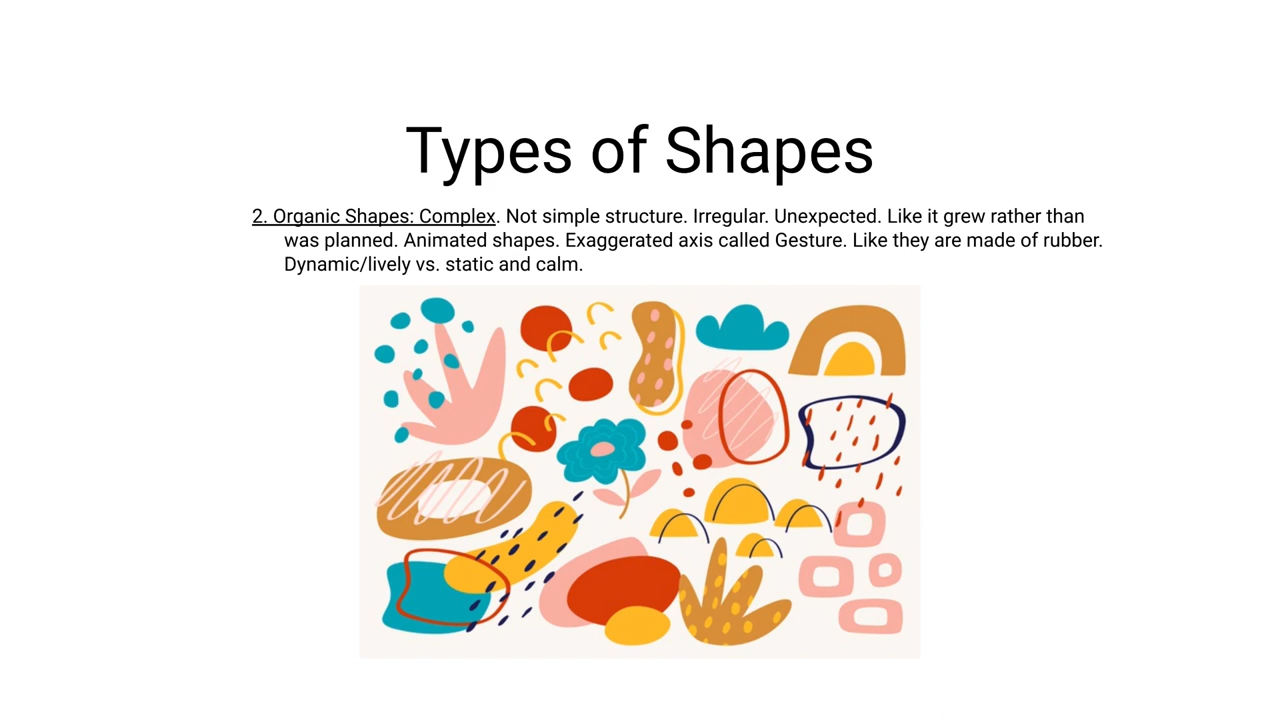 Types of Shapes
2. Organic Shapes: Complex. Not simple structure. Irregular. Unexpected. Like it grew rather than
was planned. Animated shapes. Exaggerated axis called Gesture. Like they are made of rubber.
Dynamic/lively vs. static and calm.